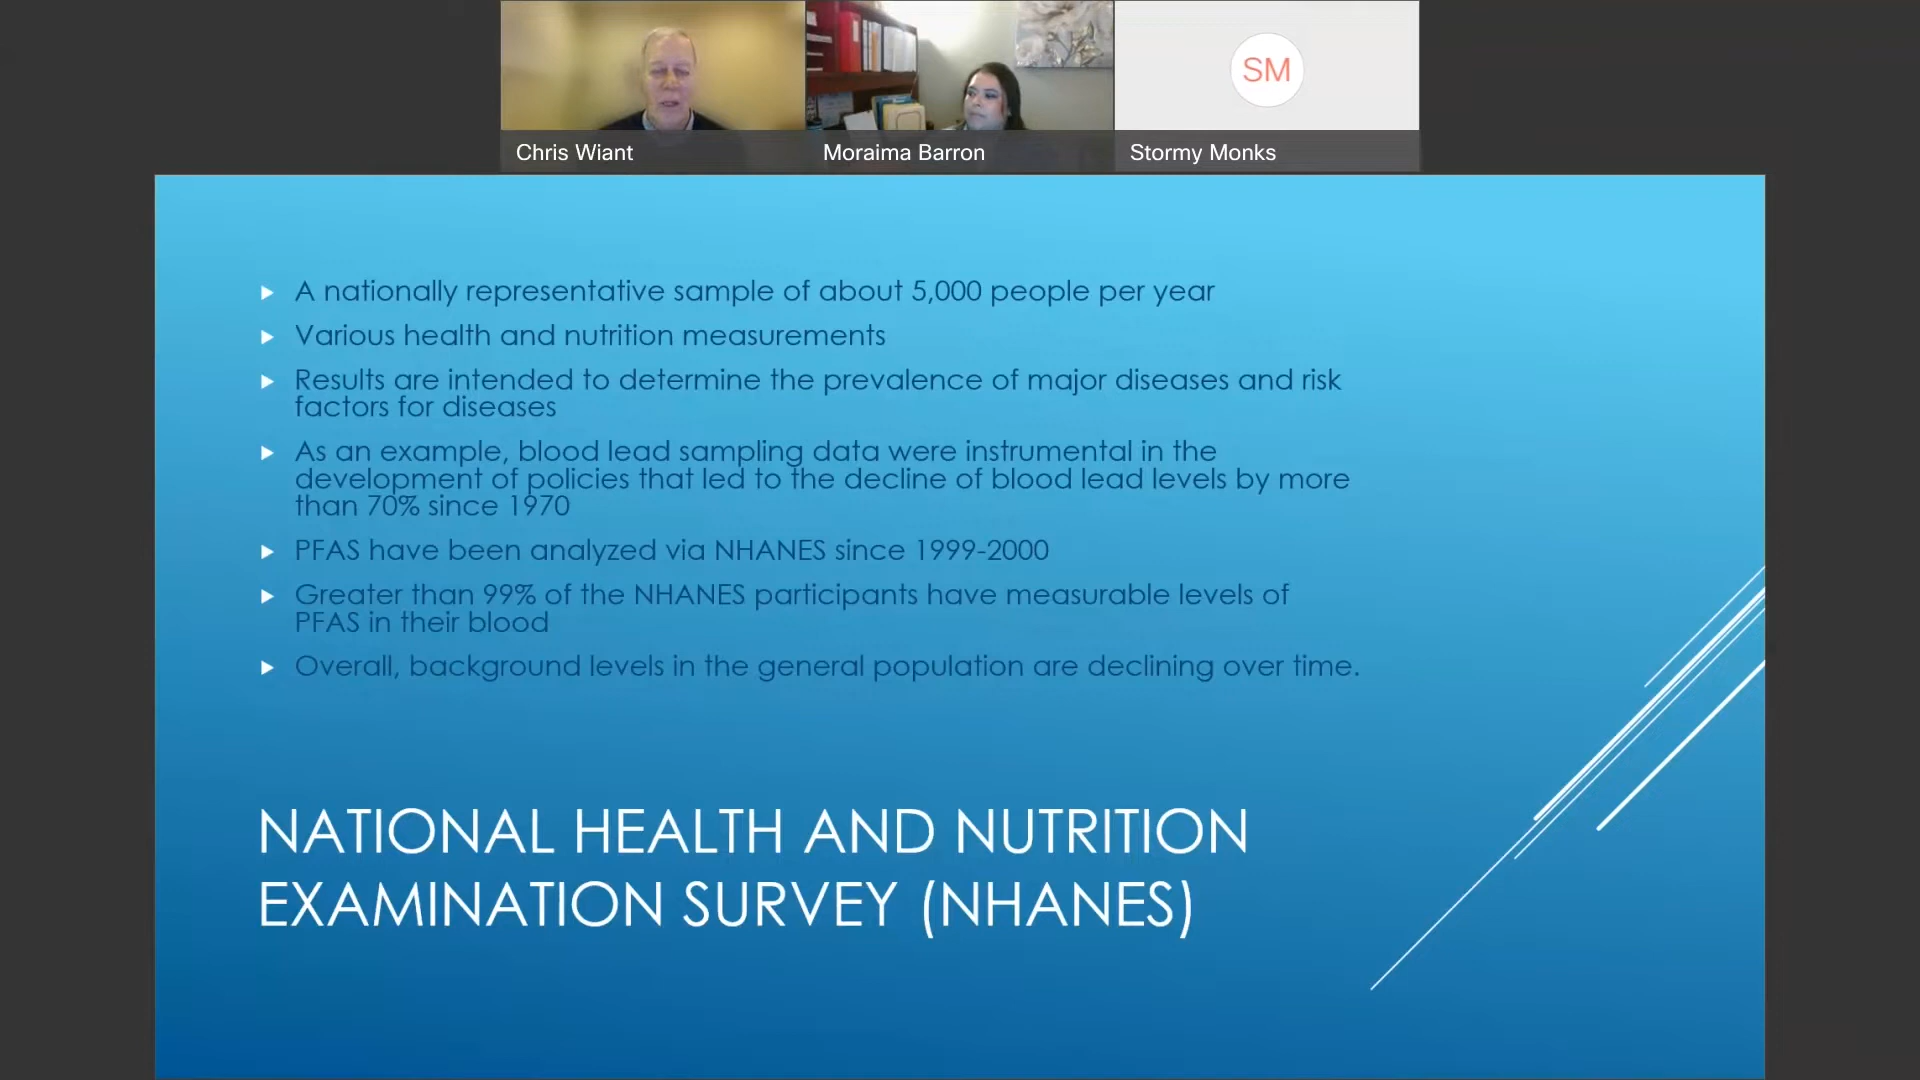 SM
Chris Wiant
Moraima Barron
Stormy Monks
A nationally representative sample of about 5,000 people per year
Various health and nutrition measurements
Results are intended to determine the prevalence of major diseases and risk
factors for diseases
As an example, blood lead sampling data were instrumental in the
development of policies that led to the decline of blood lead levels by more
than 70% since 1970
PFAS have been analyzed via NHANES since 1999-2000
Greater than 99% of the NHANES participants have measurable levels of
PFAS in their blood
Overall, background levels in the general population are declining over time.
NATIONAL HEALTH AND NUTRITION
EXAMINATION SURVEY (NHANES)